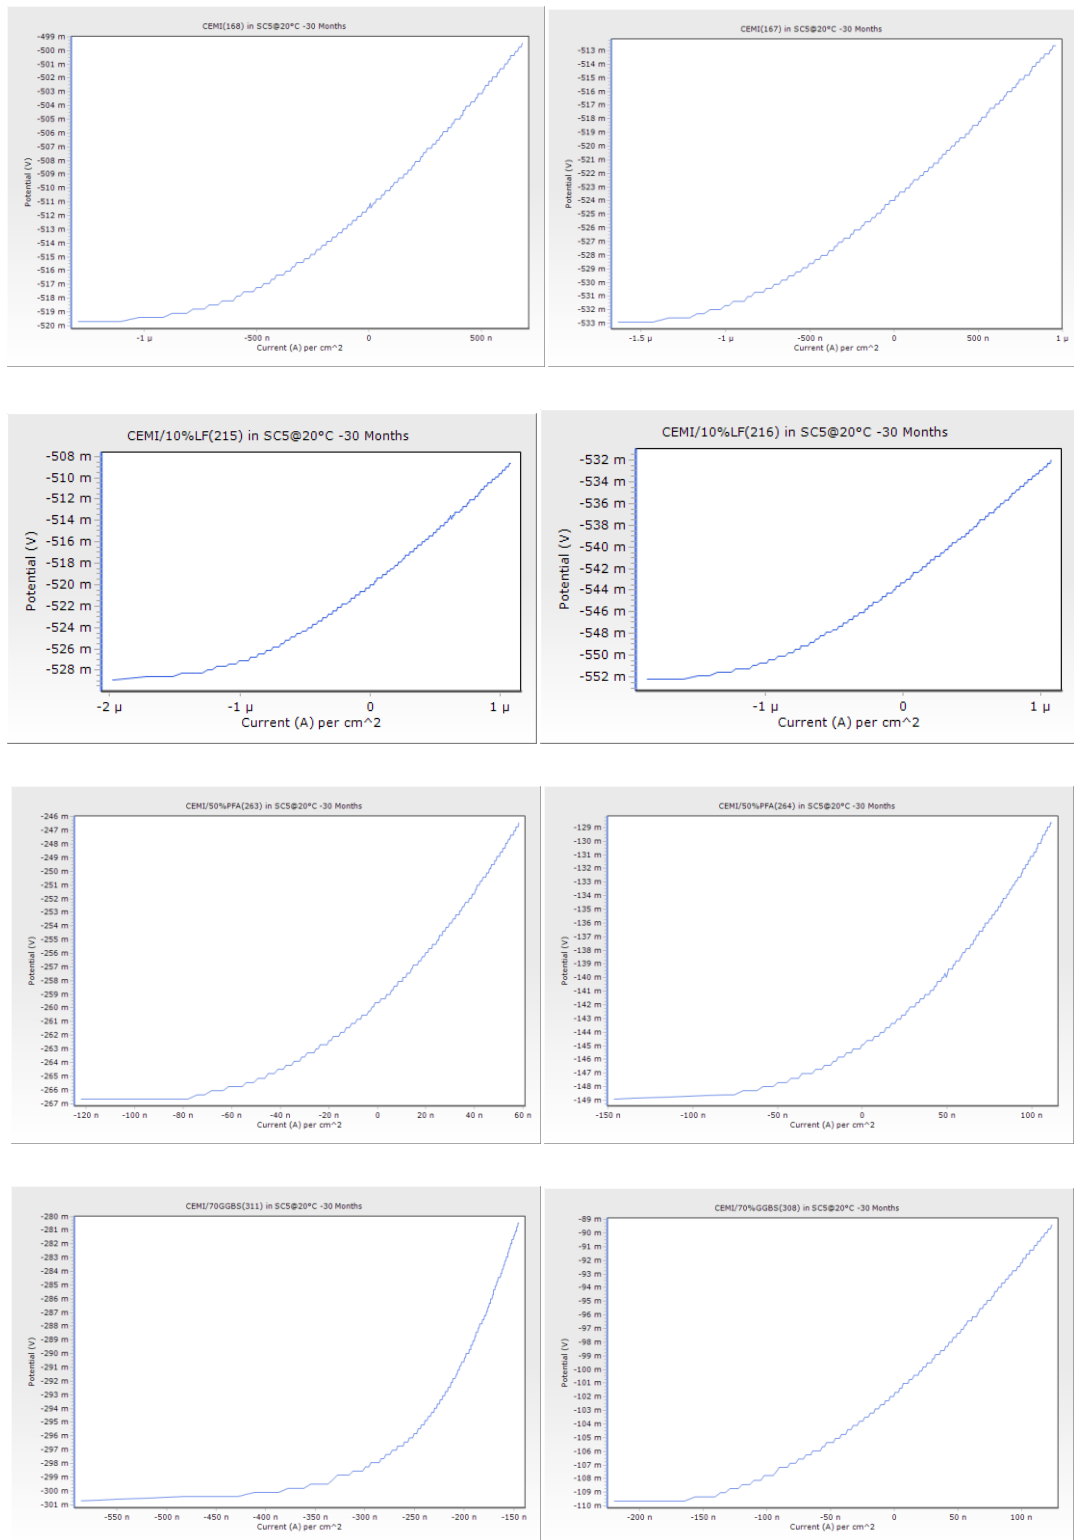 CEMI(168) in SC5@20°C -30 Months
-499 m
-500 m
-501 m
-502 m
-503 m
-504 m
-505 m
-506 m
-507 m
-508 m
-509 m
-510 m
-511 m
-512 m
-513 m
-514 m
-515 m
-516 m
-517 m
-518 m
-519 m
-520 m
Potential (V)
-1 µ -500 n 0 500 n
Current (A) per cm^2
CEMI(167) in SC5@20°C -30 Months
-513 m
-514 m
-515 m
-516 m
-517 m
-518 m
-519 m
-520 m
-521 m
-522 m
-523 m
-524 m
-525 m
-526 m
-527 m
-528 m
-529 m
-530 m
-531 m
-532 m
-533 m
Potential (V)
-1.5 µ -1 µ -500 n 0 500 n 1 µ
Current (A) per cm^2
CEMI/10%LF(215) in SC5@20°C -30 Months
-508 m
-510 m
-512 m
-514 m
-516 m
-518 m
-520 m
-522 m
-524 m
-526 m
-528 m
Potential (V)
-2 µ -1 µ 0 1 µ
Current (A) per cm^2
CEMI/10%LF(216) in SC5@20°C -30 Months
-532 m
-534 m
-536 m
-538 m
-540 m
-542 m
-544 m
-546 m
-548 m
-550 m
-552 m
Potential (V)
-1 µ 0 1 µ
Current (A) per cm^2
CEMI/50%PFA(263) in SC5@20°C -30 Months
-246 m
-247 m
-248 m
-249 m
-250 m
-251 m
-252 m
-253 m
-254 m
-255 m
-256 m
-257 m
-258 m
-259 m
-260 m
-261 m
-262 m
-263 m
-264 m
-265 m
-266 m
-267 m
Potential (V)
-120 n -100 n -80 n -60 n -40 n -20 n 0 20 n 40 n 60 n
Current (A) per cm^2
CEMI/50%PFA(264) in SC5@20°C -30 Months
-129 m
-130 m
-131 m
-132 m
-133 m
-134 m
-135 m
-136 m
-137 m
-138 m
-139 m
-140 m
-141 m
-142 m
-143 m
-144 m
-145 m
-146 m
-147 m
-148 m
-149 m
Potential (V)
-150 n -100 n -50 n 0 50 n 100 n
Current (A) per cm^2
CEMI/70GGBS(311) in SC5@20°C -30 Months
-280 m
-281 m
-282 m
-283 m
-284 m
-285 m
-286 m
-287 m
-288 m
-289 m
-290 m
-291 m
-292 m
-293 m
-294 m
-295 m
-296 m
-297 m
-298 m
-299 m
-300 m
-301 m
Potential (V)
-550 n -500 n -450 n -400 n -350 n -300 n -250 n -200 n -150 n
Current (A) per cm^2
CEMI/70%GGBS(308) in SC5@20°C -30 Months
-89 m
-90 m
-91 m
-92 m
-93 m
-94 m
-95 m
-96 m
-97 m
-98 m
-99 m
-100 m
-101 m
-102 m
-103 m
-104 m
-105 m
-106 m
-107 m
-108 m
-109 m
-110 m
Potential (V)
-200 n -150 n -100 n -50 n 0 50 n 100 n
Current (A) per cm^2